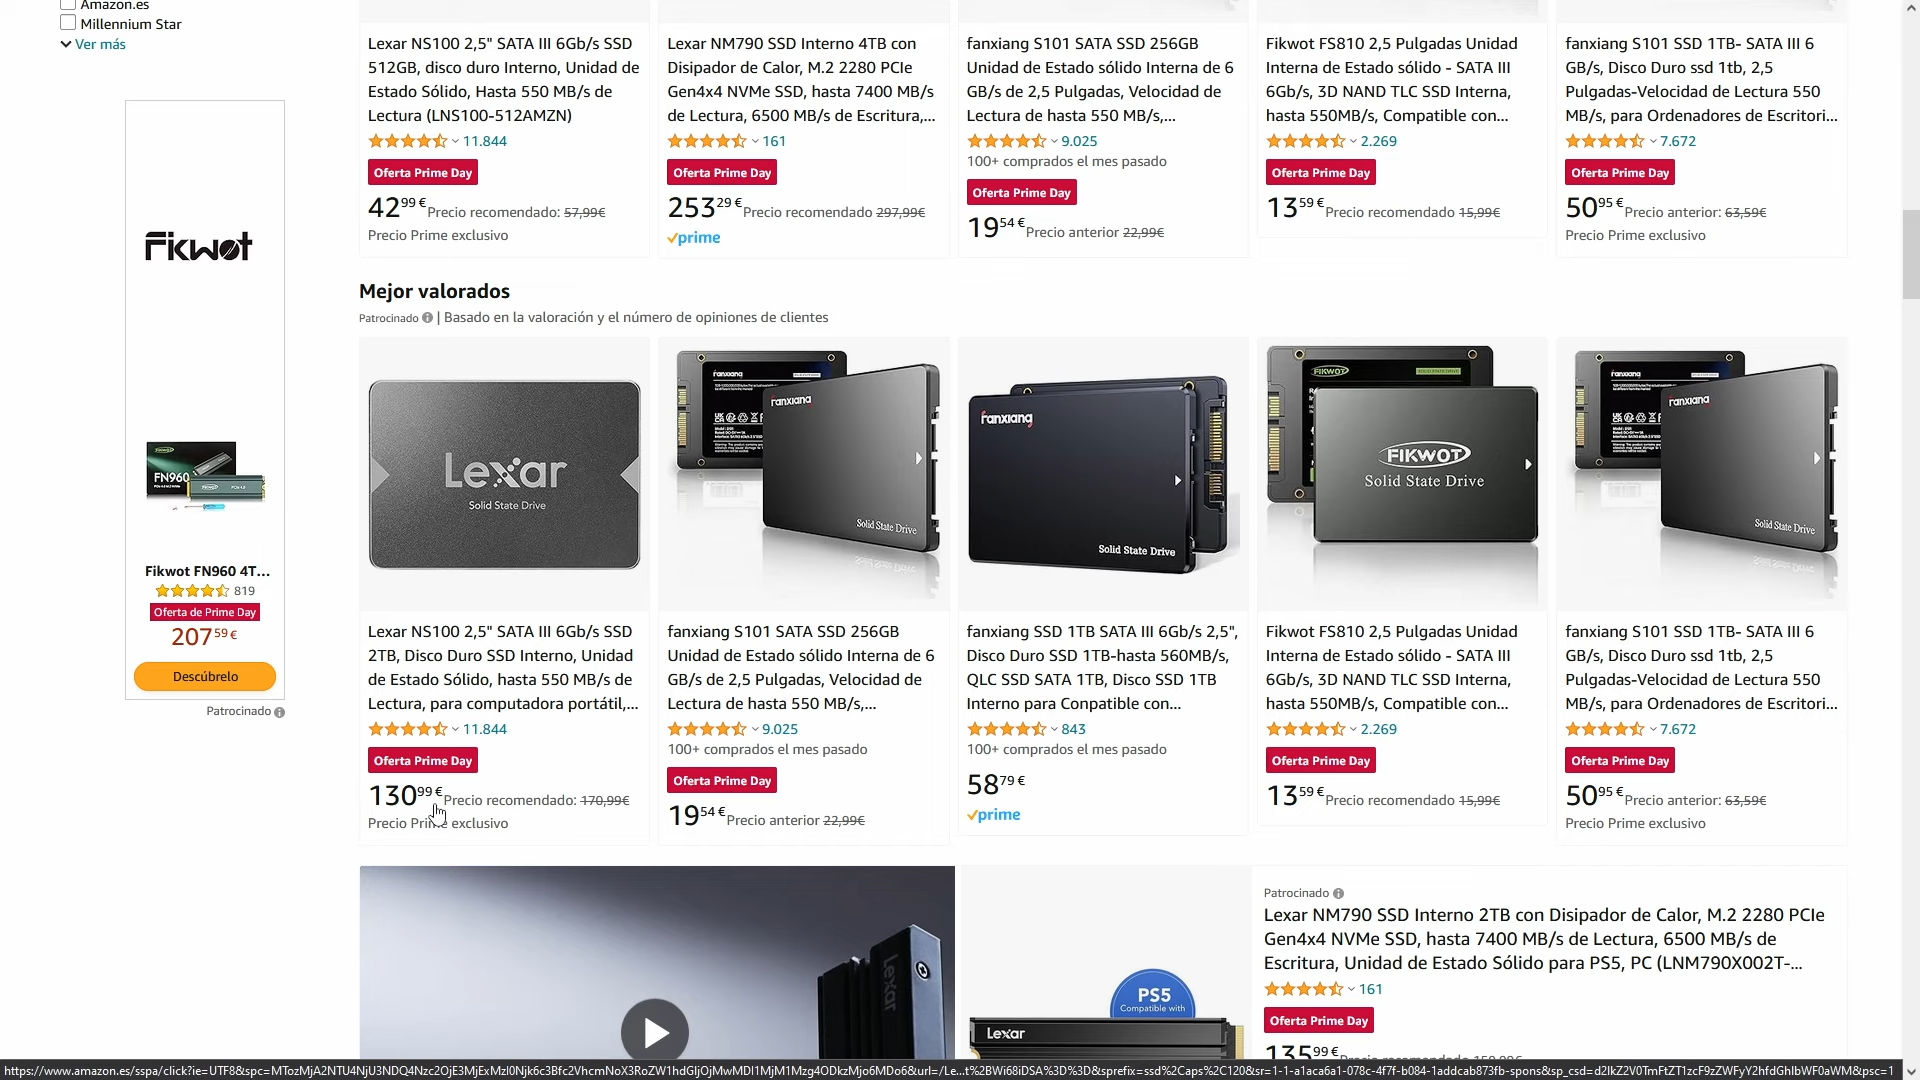 Amazon.es
Millennium Star
Ver más
Fikwot
FIKWOT
FN960
Fikwot FN960 4T...
819
Oferta de Prime Day
207 59 €
Descúbrelo
Patrocinado
Lexar NS100 2,5" SATA III 6Gb/s SSD
512GB, disco duro Interno, Unidad de
Estado Sólido, Hasta 550 MB/s de
Lectura (LNS100-512AMZN)
11.844
Oferta Prime Day
42 99 € Precio recomendado: 57,99€
Precio Prime exclusivo
Lexar NM790 SSD Interno 4TB con
Disipador de Calor, M.2 2280 PCIe
Gen4x4 NVMe SSD, hasta 7400 MB/s
de Lectura, 6500 MB/s de Escritura,...
161
Oferta Prime Day
253 29 € Precio recomendado 297,99€
prime
fanxiang S101 SATA SSD 256GB
Unidad de Estado sólido Interna de 6
GB/s de 2,5 Pulgadas, Velocidad de
Lectura de hasta 550 MB/s,...
9.025
100+ comprados el mes pasado
Oferta Prime Day
19 54 € Precio anterior 22,99€
Fikwot FS810 2,5 Pulgadas Unidad
Interna de Estado sólido - SATA III
6Gb/s, 3D NAND TLC SSD Interna,
hasta 550MB/s, Compatible con...
2.269
Oferta Prime Day
13 59 € Precio recomendado 15,99€
fanxiang S101 SSD 1TB- SATA III 6
GB/s, Disco Duro ssd 1tb, 2,5
Pulgadas-Velocidad de Lectura 550
MB/s, para Ordenadores de Escritori...
7.672
Oferta Prime Day
50 95 € Precio anterior: 63,59€
Precio Prime exclusivo
Mejor valorados
Patrocinado | Basado en la valoración y el número de opiniones de clientes
Lexar
Solid State Drive
Lexar NS100 2,5" SATA III 6Gb/s SSD
2TB, Disco Duro SSD Interno, Unidad
de Estado Sólido, hasta 550 MB/s de
Lectura, para computadora portátil,...
11.844
Oferta Prime Day
130 99 € Precio recomendado: 170,99€
Precio Prime exclusivo
fanxiang
fanxiang
Solid State Drive
fanxiang S101 SATA SSD 256GB
Unidad de Estado sólido Interna de 6
GB/s de 2,5 Pulgadas, Velocidad de
Lectura de hasta 550 MB/s,...
9.025
100+ comprados el mes pasado
Oferta Prime Day
19 54 € Precio anterior 22,99€
fanxiang
Solid State Drive
fanxiang SSD 1TB SATA III 6Gb/s 2,5",
Disco Duro SSD 1TB-hasta 560MB/s,
QLC SSD SATA 1TB, Disco SSD 1TB
Interno para Conpatible con...
843
100+ comprados el mes pasado
58 79 €
prime
FIKWOT
FIKWOT
Solid State Drive
Fikwot FS810 2,5 Pulgadas Unidad
Interna de Estado sólido - SATA III
6Gb/s, 3D NAND TLC SSD Interna,
hasta 550MB/s, Compatible con...
2.269
Oferta Prime Day
13 59 € Precio recomendado 15,99€
fanxiang
fanxiang
Solid State Drive
fanxiang S101 SSD 1TB- SATA III 6
GB/s, Disco Duro ssd 1tb, 2,5
Pulgadas-Velocidad de Lectura 550
MB/s, para Ordenadores de Escritori...
7.672
Oferta Prime Day
50 95 € Precio anterior: 63,59€
Precio Prime exclusivo
Lexar
PS5
Compatible with
Lexar
Patrocinado
Lexar NM790 SSD Interno 2TB con Disipador de Calor, M.2 2280 PCIe
Gen4x4 NVMe SSD, hasta 7400 MB/s de Lectura, 6500 MB/s de
Escritura, Unidad de Estado Sólido para PS5, PC (LNM790X002T-...
161
Oferta Prime Day
135 99 € Precio recomendado 159,99€